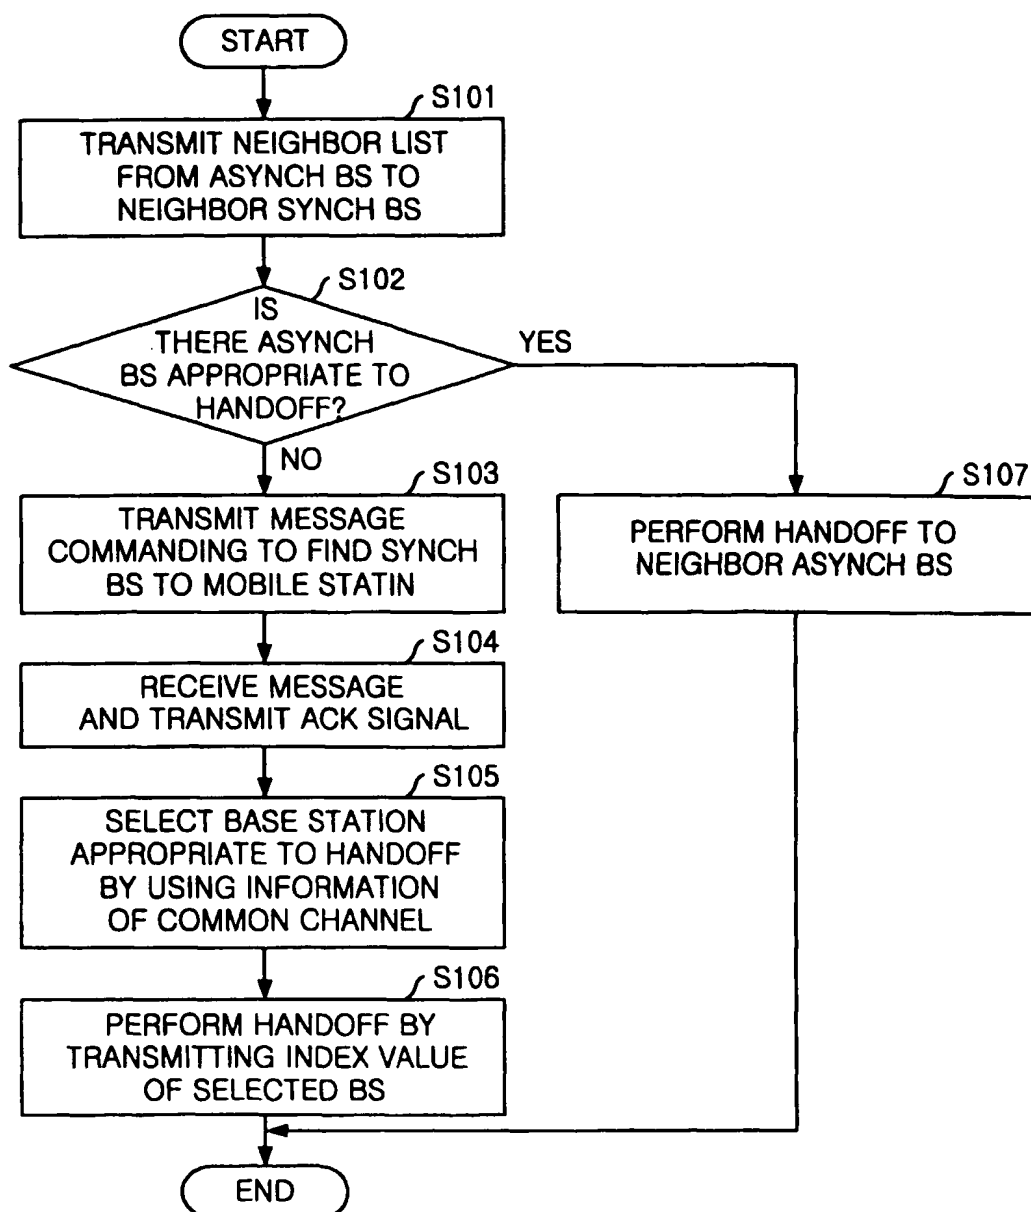 START
S101
TRANSMIT NEIGHBOR LIST
FROM ASYNCH BS TO
NEIGHBOR SYNCH BS
S102
IS
THERE ASYNCH
BS APPROPRIATE TO
HANDOFF?
YES
NO
S103
TRANSMIT MESSAGE
COMMANDING TO FIND SYNCH
BS TO MOBILE STATIN
S107
PERFORM HANDOFF TO
NEIGHBOR ASYNCH BS
S104
RECEIVE MESSAGE
AND TRANSMIT ACK SIGNAL
S105
SELECT BASE STATION
APPROPRIATE TO HANDOFF
BY USING INFORMATION
OF COMMON CHANNEL
S106
PERFORM HANDOFF BY
TRANSMITTING INDEX VALUE
OF SELECTED BS
END